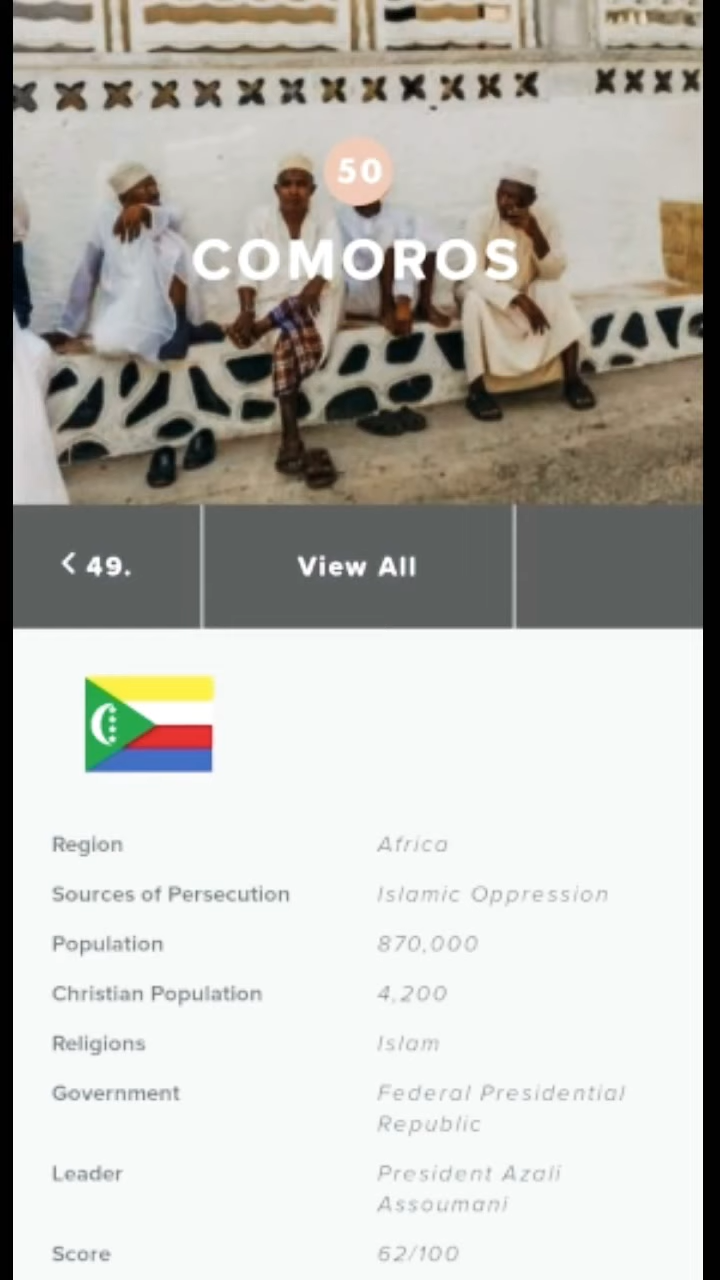 50
COMOROS
< 49.
View All
Region Africa
Sources of Persecution Islamic Oppression
Population 870,000
Christian Population 4,200
Religions Islam
Government Federal Presidential
Republic
Leader President Azali
Assoumani
Score 62/100